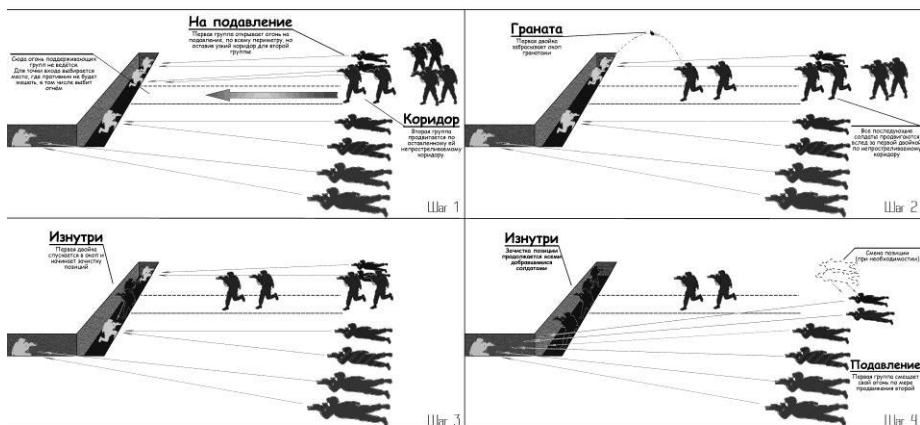 На подавление
Первая группа открывает огонь на
подавление, по всему периметру, но
оставив узкий коридор для второй
группы
Сюда огонь поддерживающих
групп не ведётся.
Для точки входа выбирается
место, где противник не будет
мешать, в том числе выбит
огнём
Коридор
Вторая группа
продвигается по
оставленному ей
непростреливаемому
коридору.
Шаг 1
Граната
Первая двойка
забрасывает окоп
гранатами
Все последующие
солдаты продвигаются
вслед за первой двойкой
по непростреливаемому
коридору
Шаг 2
Изнутри
Первая двойка
спускается в окоп и
начинает зачистку
позиций
Шаг 3
Изнутри
Зачистка позиции
продолжается всеми
добравшимися
солдатами
Смена позиции
(при необходимости)
Подавление
Первая группа смещает
свой огонь по мере
продвижения второй
Шаг 4